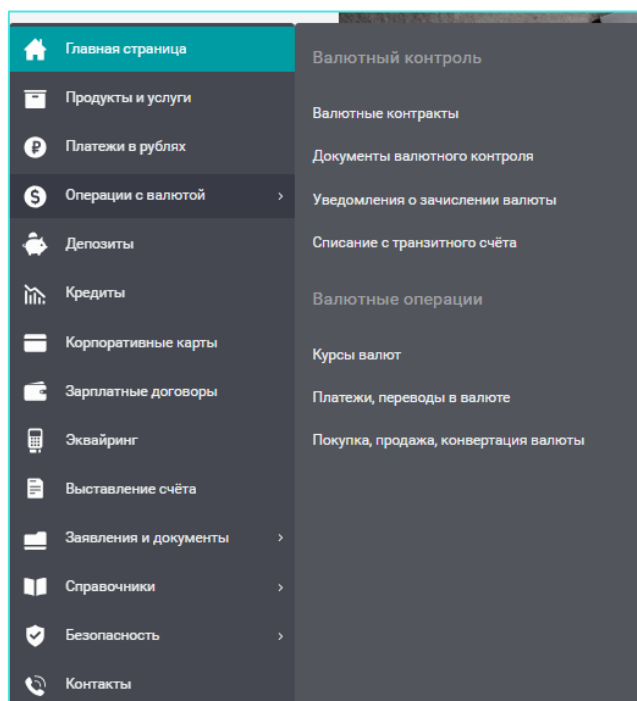 Главная страница
Продукты и услуги
Платежи в рублях
Операции с валютой
Депозиты
Кредиты
Корпоративные карты
Зарплатные договоры
Эквайринг
Выставление счёта
Заявления и документы
Справочники
Безопасность
Контакты
Валютный контроль
Валютные контракты
Документы валютного контроля
Уведомления о зачислении валюты
Списание с транзитного счёта
Валютные операции
Курсы валют
Платежи, переводы в валюте
Покупка, продажа, конвертация валюты